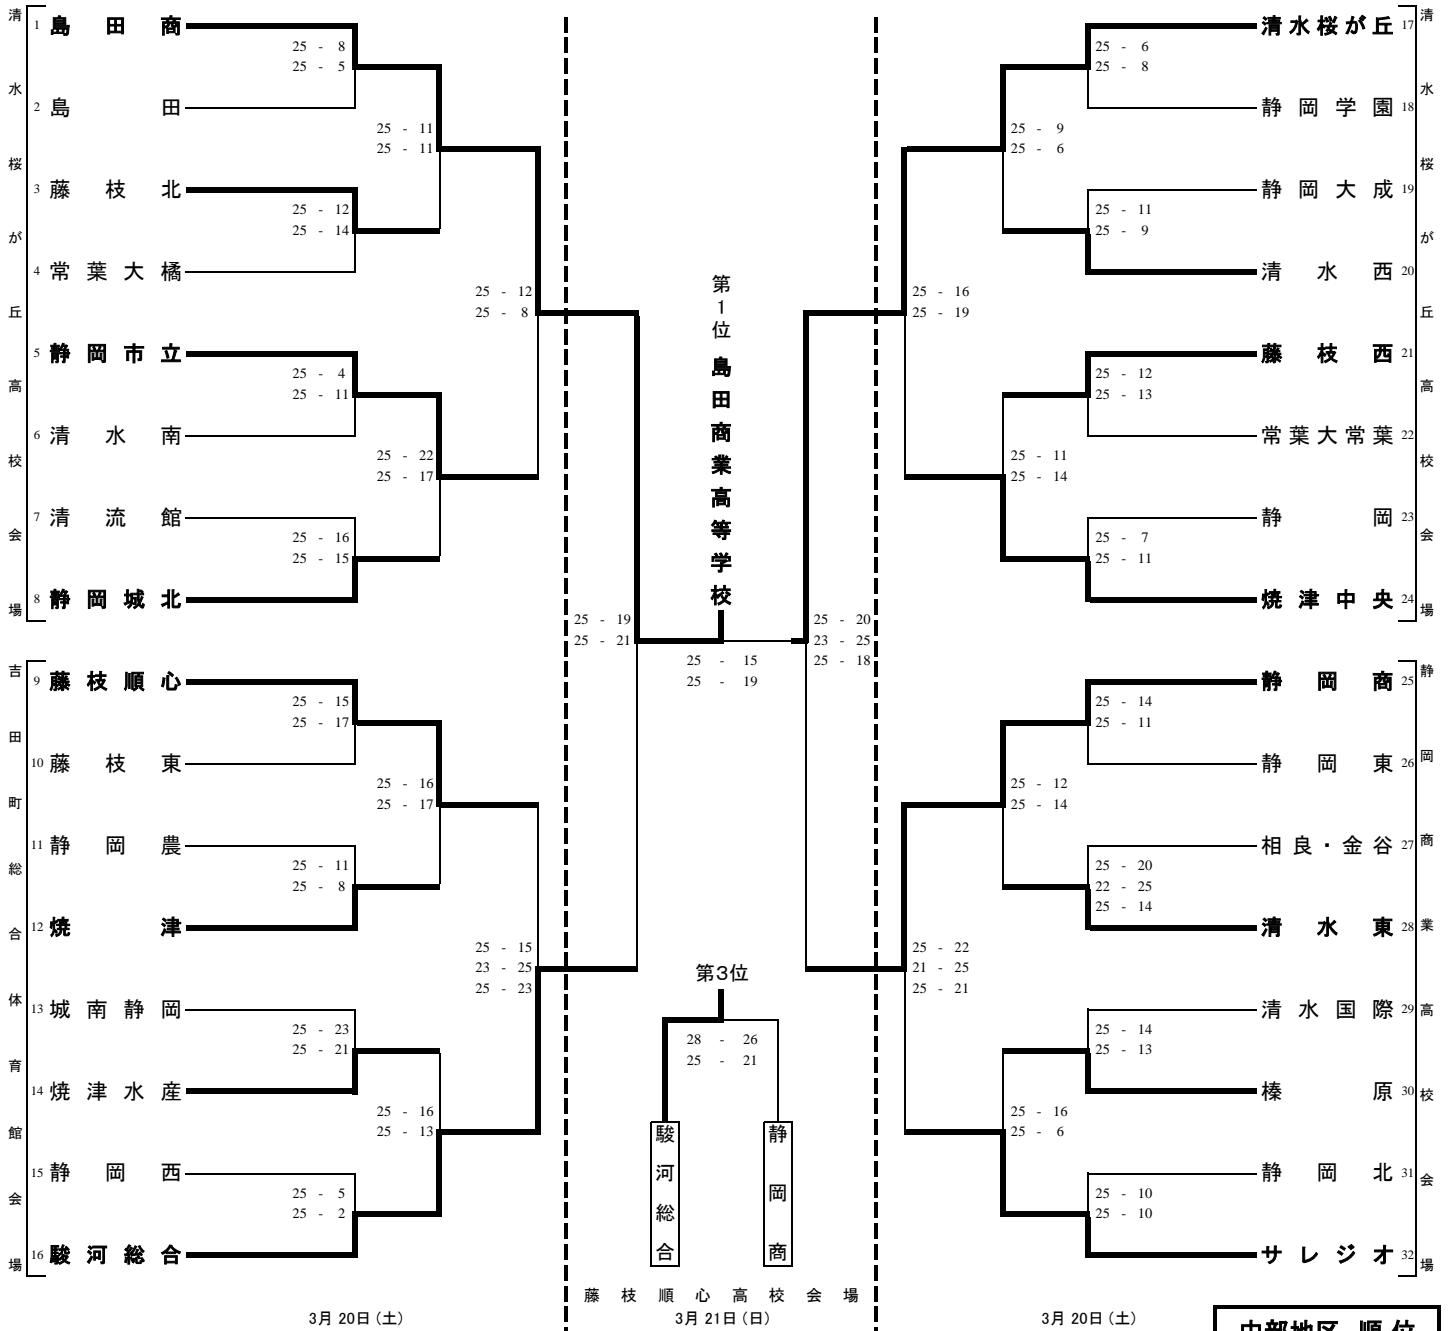 清水桜が丘高校会場
1 島田商
25 - 8
25 - 5
2 島田
25 - 11
25 - 11
3 藤枝北
25 - 12
25 - 14
4 常葉大橘
25 - 12
25 - 8
5 静岡市立
25 - 4
25 - 11
6 清水南
25 - 22
25 - 17
7 清流館
25 - 16
25 - 15
8 静岡城北
25 - 19
25 - 21
吉田町総合体育館会場
9 藤枝順心
25 - 15
25 - 17
10 藤枝東
25 - 16
25 - 17
11 静岡農
25 - 11
25 - 8
12 焼津
25 - 15
23 - 25
25 - 23
13 城南静岡
25 - 23
25 - 21
14 焼津水産
25 - 16
25 - 13
15 静岡西
25 - 5
25 - 2
16 駿河総合
3月 20日(土)
第1位
島田商業高等学校
25 - 15
25 - 19
第3位
28 - 26
25 - 21
駿河総合
静岡商
藤枝順心高校会場
3月 21日(日)
清水桜が丘高校会場
清水桜が丘 17
25 - 6
25 - 8
静岡学園 18
25 - 9
25 - 6
静岡大成 19
25 - 11
25 - 9
清水西 20
25 - 16
25 - 19
藤枝西 21
25 - 12
25 - 13
常葉大常葉 22
25 - 11
25 - 14
静岡 23
25 - 7
25 - 11
焼津中央 24
25 - 20
23 - 25
25 - 18
静岡商業高校会場
静岡商 25
25 - 14
25 - 11
静岡東 26
25 - 12
25 - 14
相良・金谷 27
25 - 20
22 - 25
25 - 14
清水東 28
25 - 22
21 - 25
25 - 21
清水国際 29
25 - 14
25 - 13
榛原 30
25 - 16
25 - 6
静岡北 31
25 - 10
25 - 10
サレジオ 32
3月 20日(土)
中部地区 順位